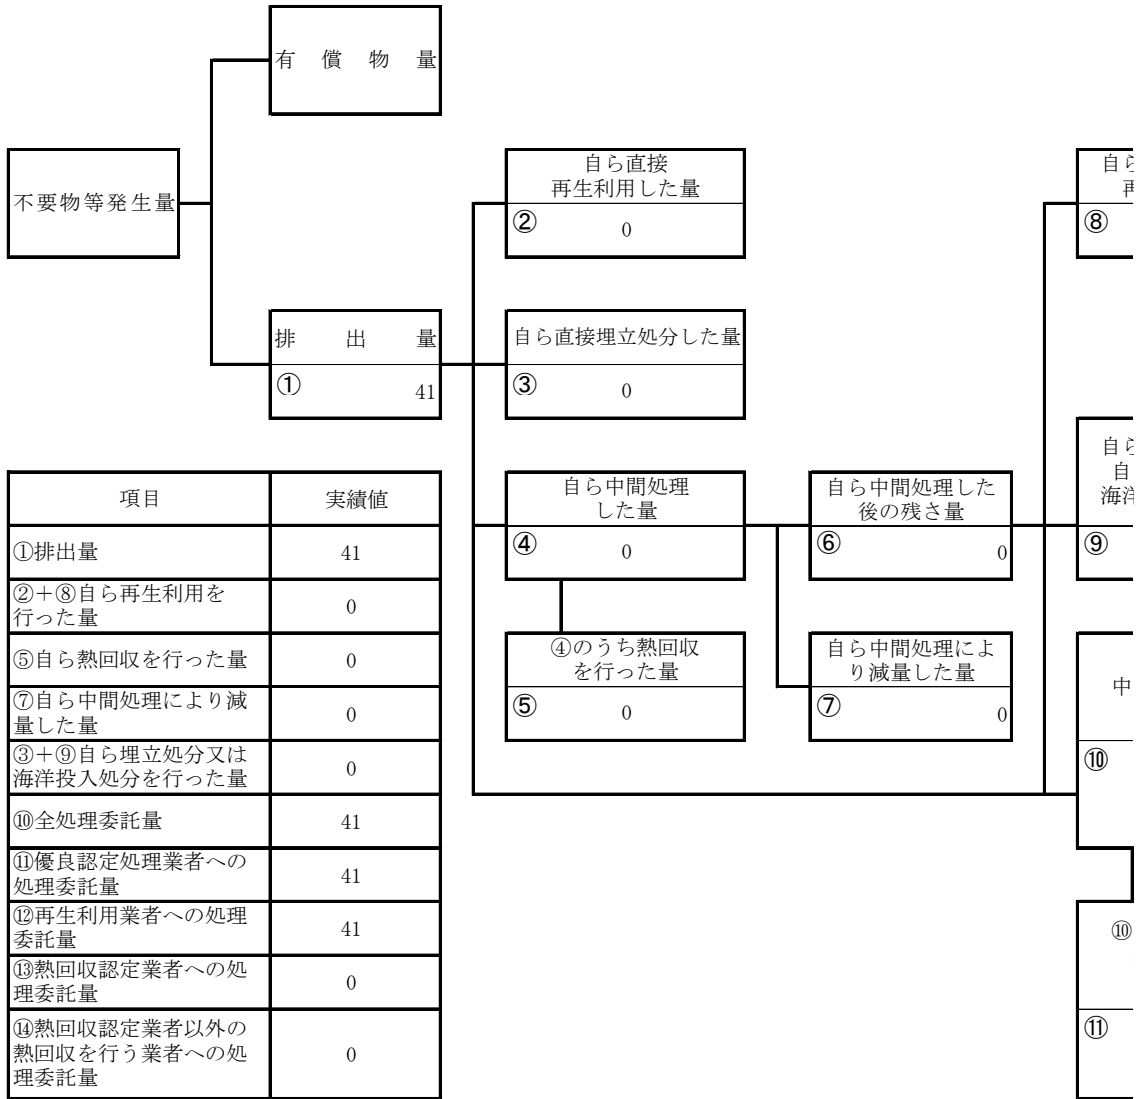 有償物量
不要物等発生量
自ら直接
再生利用した量
②
0
自ら
再
⑧
排出量
①
41
自ら直接埋立処分した量
③
0
自ら
自
海洋
⑨
自ら中間処理
した量
④
0
自ら中間処理した
後の残さ量
⑥
0
④のうち熱回収
を行った量
⑤
0
自ら中間処理によ
り減量した量
⑦
0
中
⑩
⑩
⑪
項目 実績値
①排出量 41
②+⑧自ら再生利用を
行った量 0
⑤自ら熱回収を行った量 0
⑦自ら中間処理により減
量した量 0
③+⑨自ら埋立処分又は
海洋投入処分を行った量 0
⑩全処理委託量 41
⑪優良認定処理業者への
処理委託量 41
⑫再生利用業者への処理
委託量 41
⑬熱回収認定業者への処
理委託量 0
⑭熱回収認定業者以外の
熱回収を行う業者への処
理委託量 0